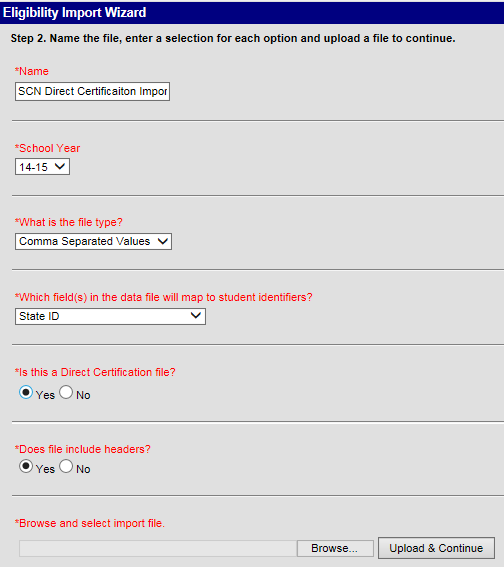 Eligibility Import Wizard
Step 2. Name the file, enter a selection for each option and upload a file to continue.
*Name
SCN Direct Certificaiton Impor
*School Year
14-15
*What is the file type?
Comma Separated Values
*Which field(s) in the data file will map to student identifiers?
State ID
*Is this a Direct Certification file?
Yes No
*Does file include headers?
Yes No
*Browse and select import file.
Browse... Upload & Continue